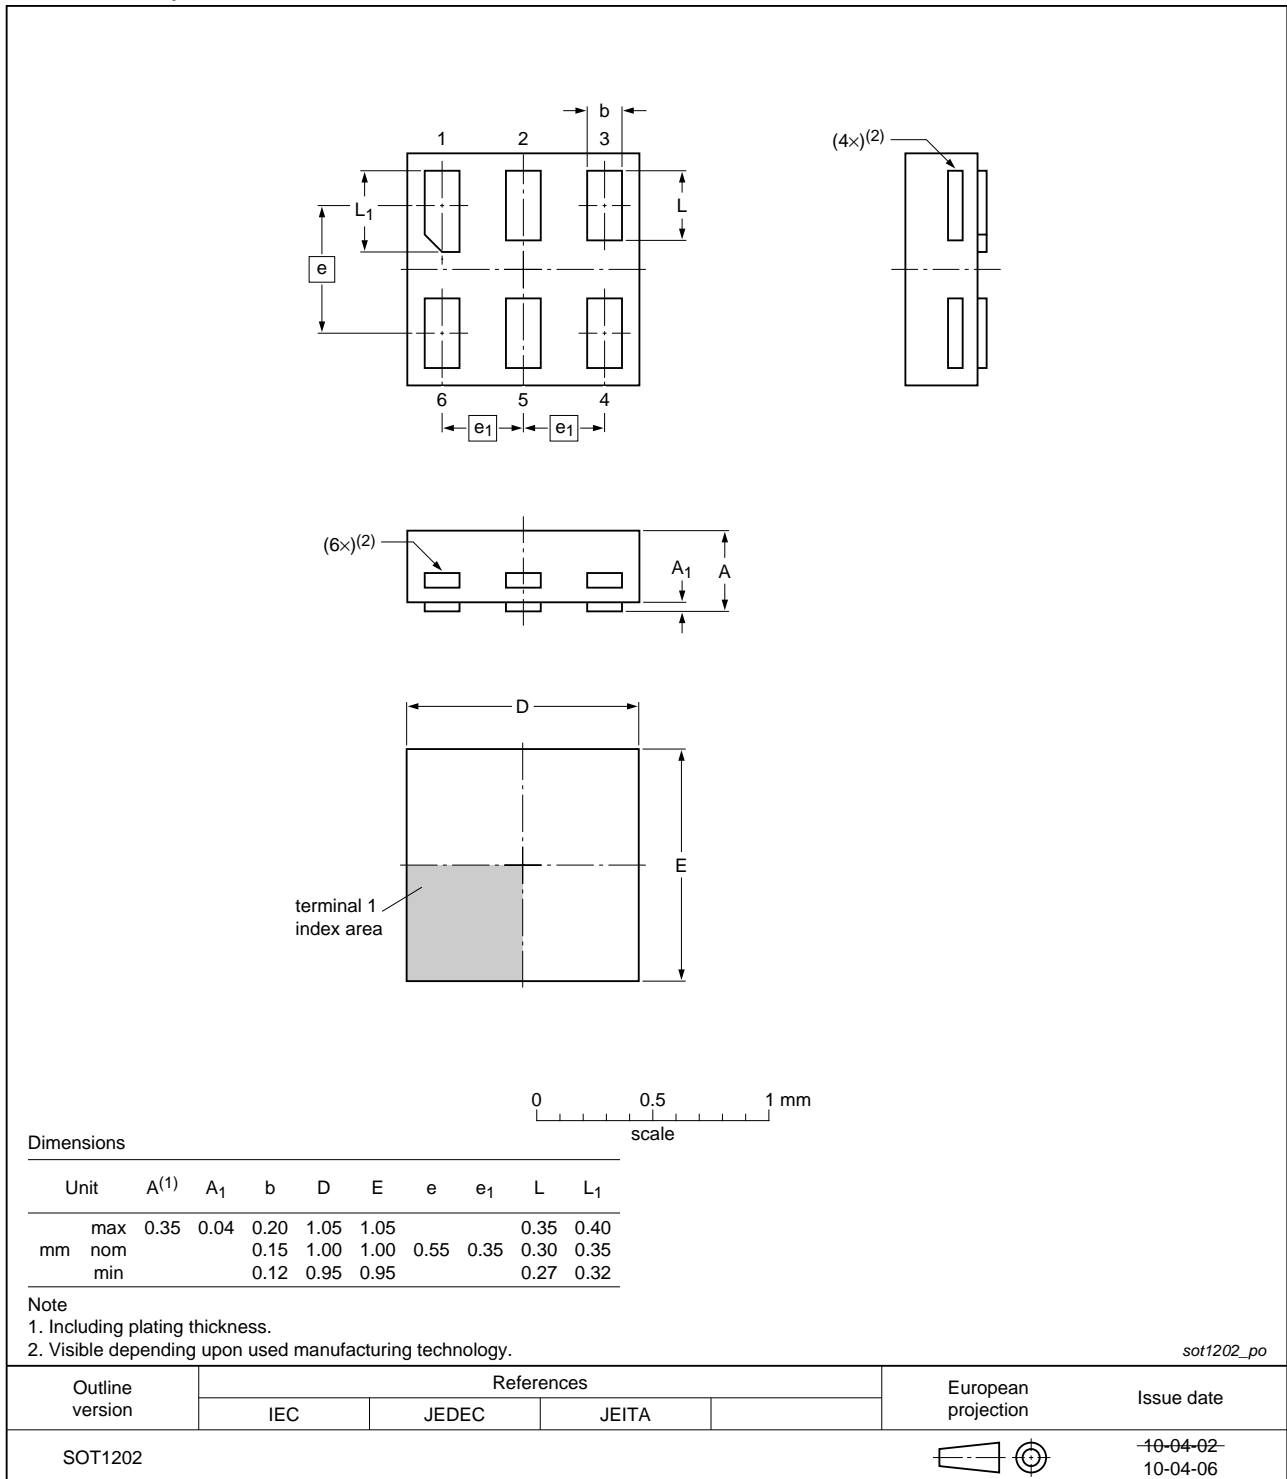 b
1 2 3
(4×)(2)
L1
L
e
6 5 4
e1 e1
(6×)(2)
A1 A
D
E
terminal 1
index area
0 0.5 1 mm
scale
Dimensions
Unit A(1) A1 b D E e e1 L L1
max 0.35 0.04 0.20 1.05 1.05 0.35 0.40
mm nom 0.15 1.00 1.00 0.55 0.35 0.30 0.35
min 0.12 0.95 0.95 0.27 0.32
Note
1. Including plating thickness.
2. Visible depending upon used manufacturing technology.
sot1202_po
Outline version References European projection Issue date
IEC JEDEC JEITA
SOT1202 10-04-02
10-04-06